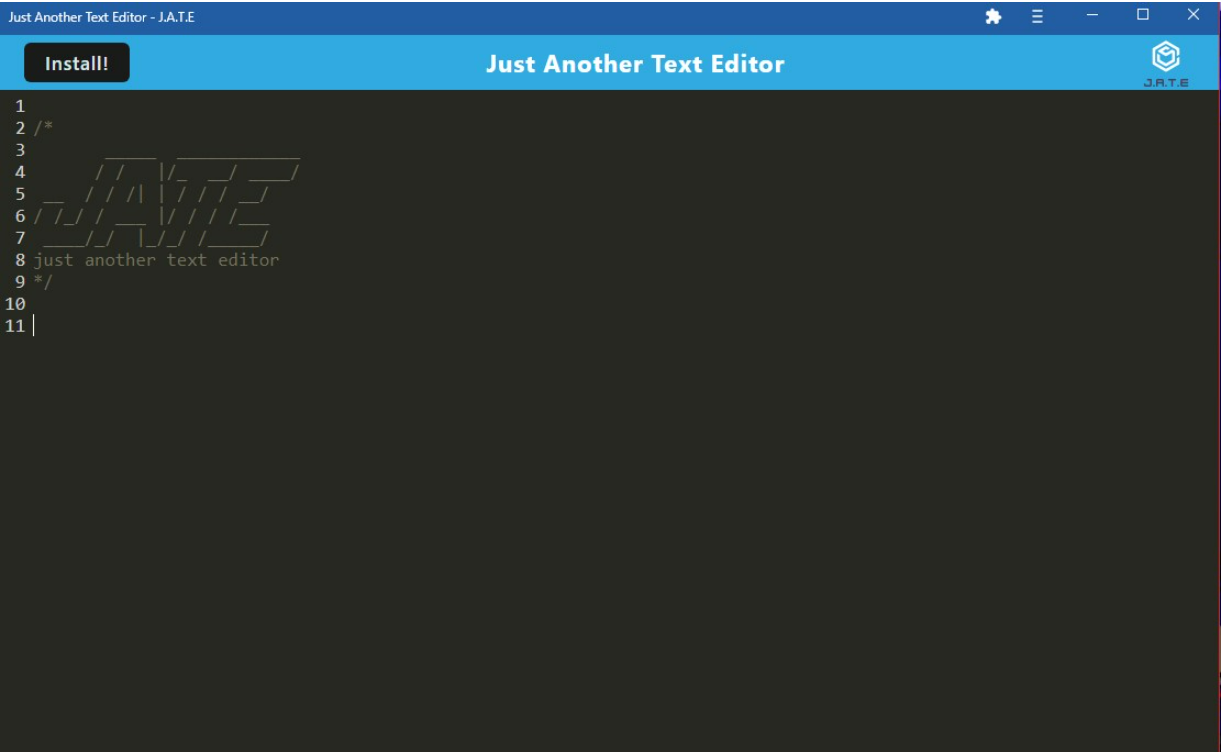 Just Another Text Editor - J.A.T.E
Install!
Just Another Text Editor
J.A.T.E
1
2 /*
3       _____  ____________
4      / /   |/_  __/ ____/
5  __  / / /| | / / / __/
6 / /_/ / ___ |/ / / /___
7  ____/_/  |_/_/ /_____/
8 just another text editor
9 */
10
11